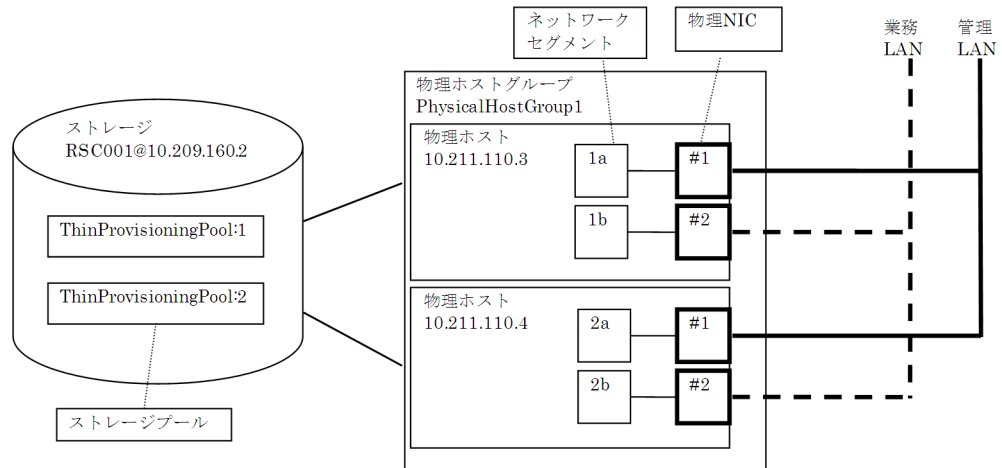 ネットワーク
セグメント
物理NIC
業務
LAN
管理
LAN
物理ホストグループ
PhysicalHostGroup1
ストレージ
RSC001@10.209.160.2
ThinProvisioningPool:1
ThinProvisioningPool:2
ストレージプール
物理ホスト
10.211.110.3
1a
#1
1b
#2
物理ホスト
10.211.110.4
2a
#1
2b
#2